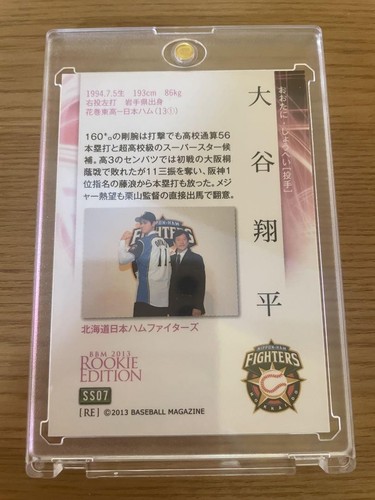 1994.7.5生　193cm　86kg
右投左打　岩手県出身
花巻東高－日本ハム（13①）
大谷翔平
おおたに・しょうへい［投手］
160㌔の剛腕は打撃でも高校通算56
本塁打と超高校級のスーパースター候
補。高3のセンバツでは初戦の大阪桐
蔭戦で敗れたが11三振を奪い、阪神1
位指名の藤浪から本塁打も放った。メジ
ャー熱望も栗山監督の直接出馬で翻意。
FIGHTERS
11
北海道日本ハムファイターズ
BBM 2013
ROOKIE
EDITION
SS07
［RE］©2013 BASEBALL MAGAZINE
NIPPON-HAM
FIGHTERS
HOKKAIDO